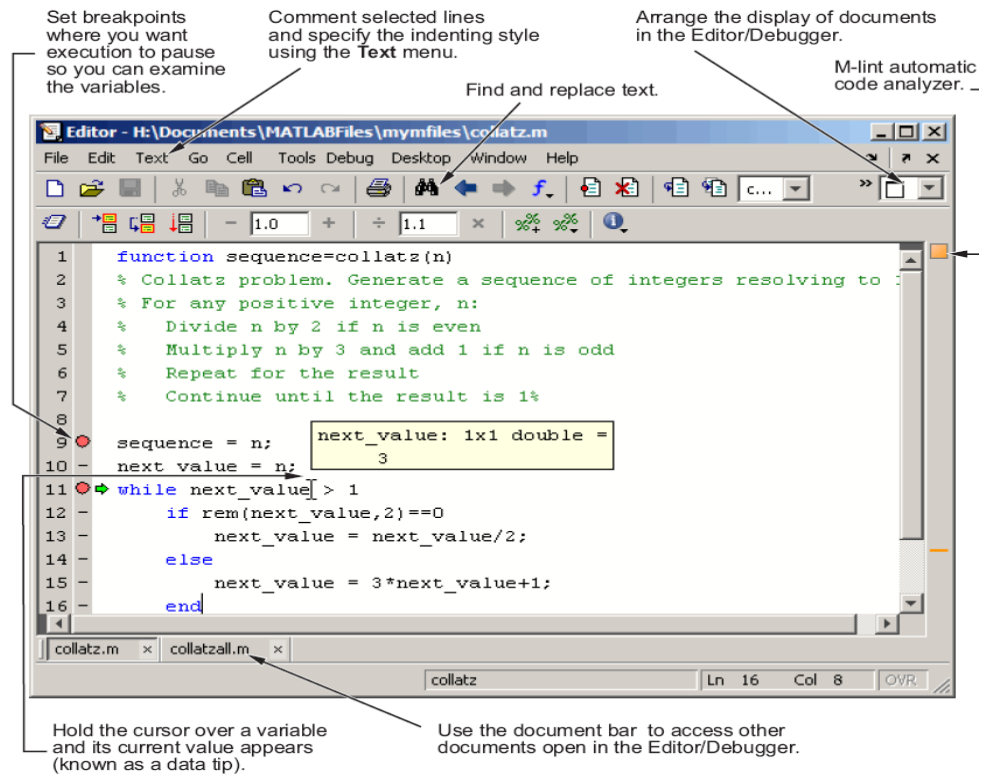 Set breakpoints
where you want
execution to pause
so you can examine
the variables.
Comment selected lines
and specify the indenting style
using the Text menu.
Find and replace text.
Arrange the display of documents
in the Editor/Debugger.
M-lint automatic
code analyzer.
Editor - H:\Documents\MATLABFiles\mymfiles\collatz.m
File Edit Text Go Cell Tools Debug Desktop Window Help
c...
1.0 1.1
1 function sequence=collatz(n)
2 % Collatz problem. Generate a sequence of integers resolving to
3 % For any positive integer, n:
4 %   Divide n by 2 if n is even
5 %   Multiply n by 3 and add 1 if n is odd
6 %   Repeat for the result
7 %   Continue until the result is 1%
8
9 sequence = n;
next_value: 1x1 double =
3
10 - next_value = n;
11 while next_value > 1
12 -     if rem(next_value,2)==0
13 -         next_value = next_value/2;
14 -     else
15 -         next_value = 3*next_value+1;
16 -     end
collatz.m × collatzall.m ×
collatz Ln 16 Col 8 OVR
Hold the cursor over a variable
and its current value appears
(known as a data tip).
Use the document bar to access other
documents open in the Editor/Debugger.